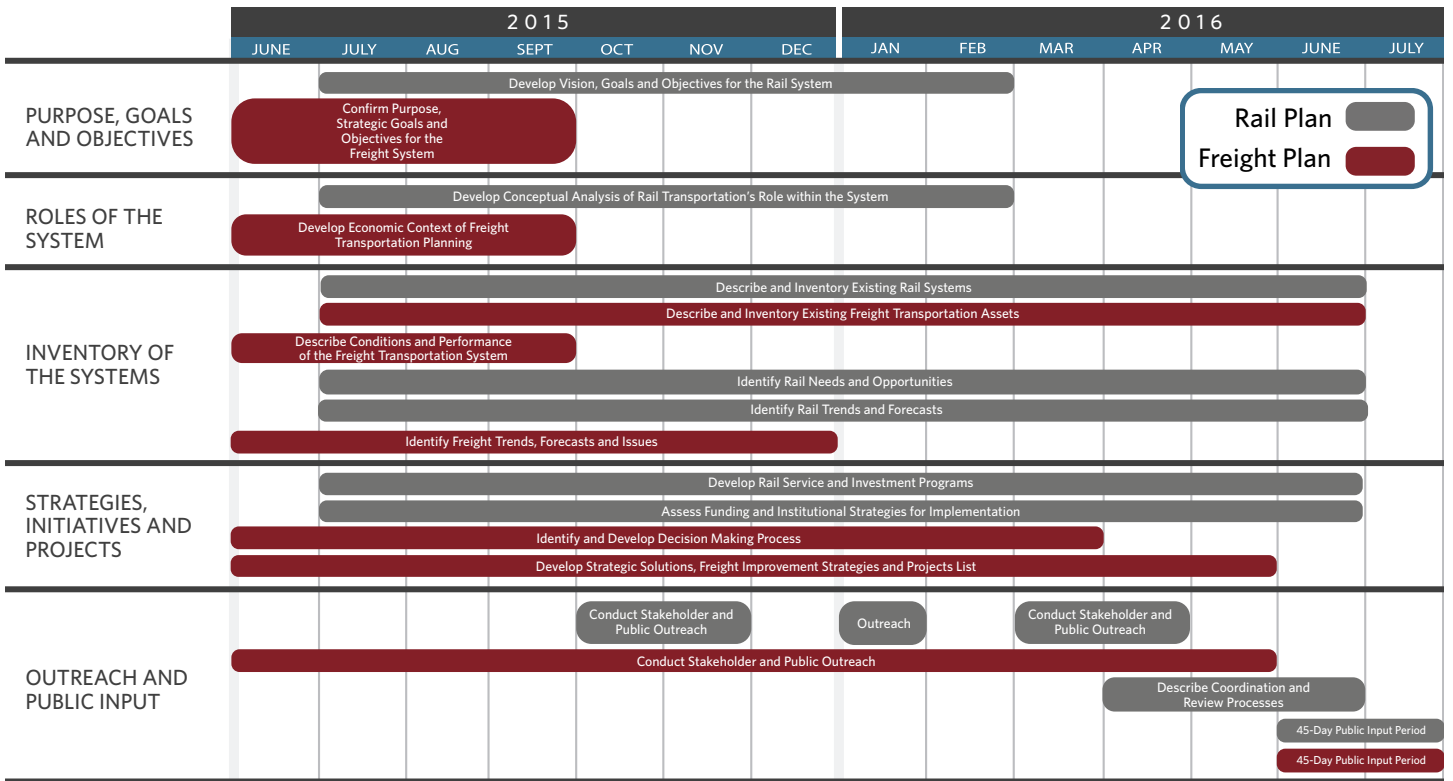 2015
2016
JUNE JULY AUG SEPT OCT NOV DEC JAN FEB MAR APR MAY JUNE JULY
PURPOSE, GOALS
AND OBJECTIVES
Develop Vision, Goals and Objectives for the Rail System
Confirm Purpose,
Strategic Goals and
Objectives for the
Freight System
Rail Plan
Freight Plan
ROLES OF THE
SYSTEM
Develop Conceptual Analysis of Rail Transportation's Role within the System
Develop Economic Context of Freight
Transportation Planning
INVENTORY OF
THE SYSTEMS
Describe and Inventory Existing Rail Systems
Describe and Inventory Existing Freight Transportation Assets
Describe Conditions and Performance
of the Freight Transportation System
Identify Rail Needs and Opportunities
Identify Rail Trends and Forecasts
Identify Freight Trends, Forecasts and Issues
STRATEGIES,
INITIATIVES AND
PROJECTS
Develop Rail Service and Investment Programs
Assess Funding and Institutional Strategies for Implementation
Identify and Develop Decision Making Process
Develop Strategic Solutions, Freight Improvement Strategies and Projects List
OUTREACH AND
PUBLIC INPUT
Conduct Stakeholder and
Public Outreach
Outreach
Conduct Stakeholder and
Public Outreach
Conduct Stakeholder and Public Outreach
Describe Coordination and
Review Processes
45-Day Public Input Period
45-Day Public Input Period